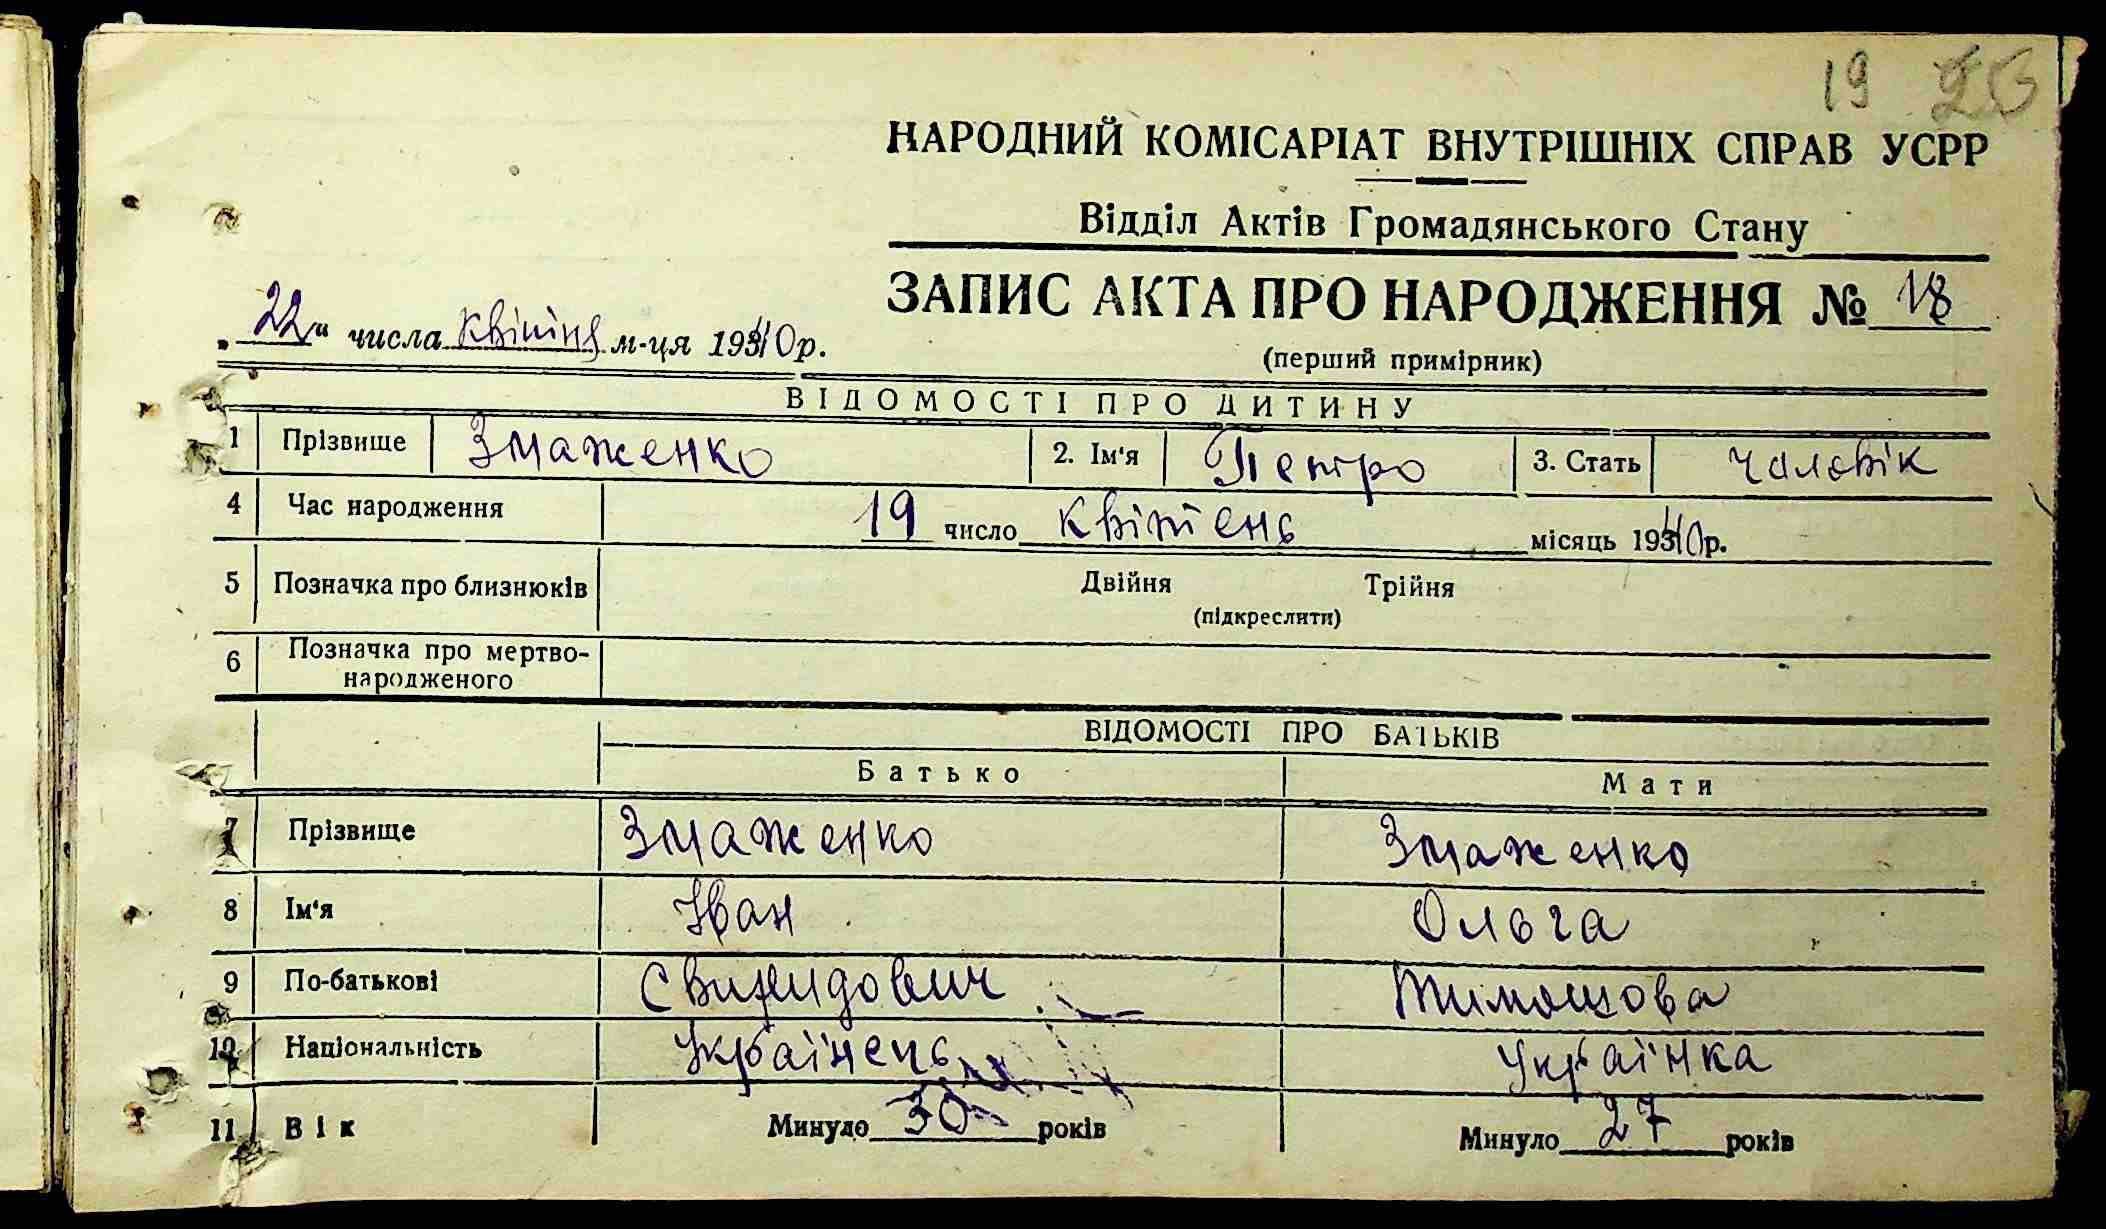 19
НАРОДНИЙ КОМІСАРІАТ ВНУТРІШНІХ СПРАВ УСРР
Відділ Актів Громадянського Стану
ЗАПИС АКТА ПРО НАРОДЖЕННЯ № 18
„22“ числа квітня м-ця 1940р.
(перший примірник)
ВІДОМОСТІ ПРО ДИТИНУ
1 Прізвище Змаженко 2. Ім'я Петро 3. Стать чоловік
4 Час народження 19 число квітень місяць 1940р.
5 Позначка про близнюків Двійня Трійня
(підкреслити)
6 Позначка про мертво-
народженого
ВІДОМОСТІ ПРО БАТЬКІВ
Батько Мати
7 Прізвище Змаженко Змаженко
8 Ім'я Іван Ольга
9 По-батькові Свиридович Тимошова
10 Національність Українець Українка
11 Вік Минуло 30 років Минуло 27 років